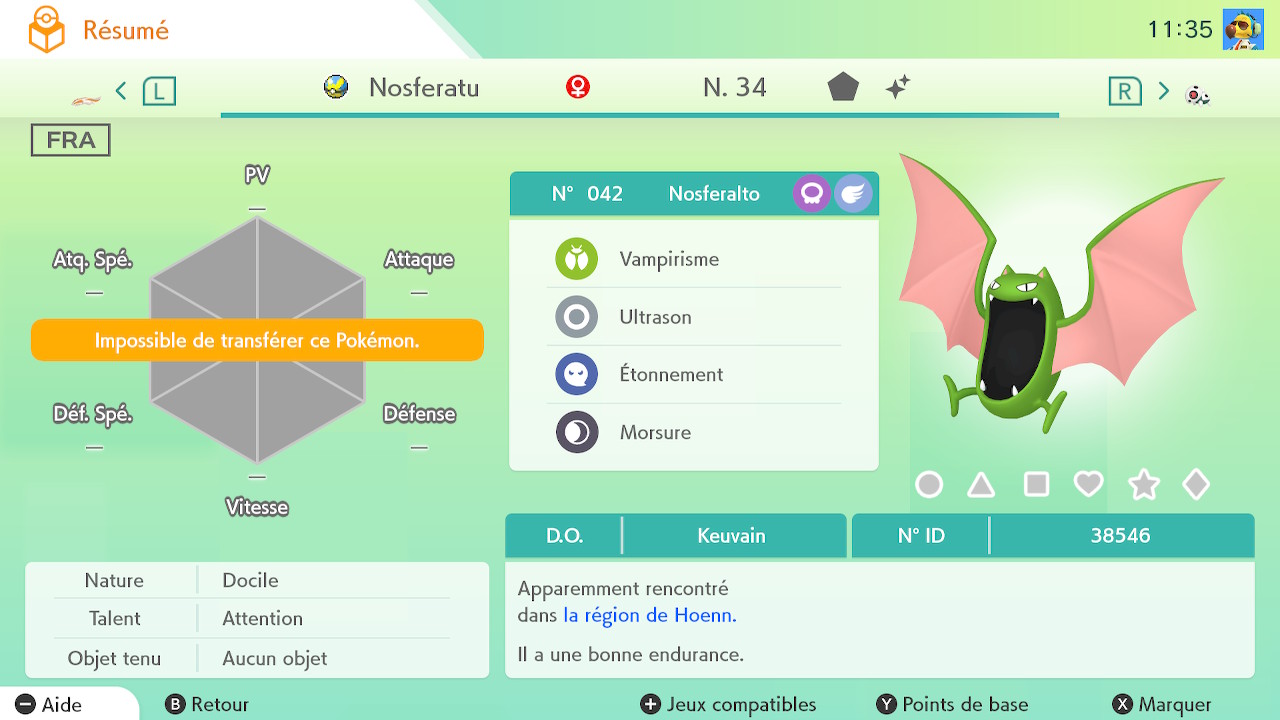 Résumé
11:35
L
Nosferatu
N. 34
R
FRA
PV
Atq. Spé.
Attaque
Impossible de transférer ce Pokémon.
Déf. Spé.
Défense
Vitesse
N° 042 Nosferalto
Vampirisme
Ultrason
Étonnement
Morsure
D.O. Keuvain
N° ID 38546
Nature Docile
Talent Attention
Objet tenu Aucun objet
Apparemment rencontré
dans la région de Hoenn.
Il a une bonne endurance.
Aide
B Retour
Jeux compatibles
Y Points de base
X Marquer